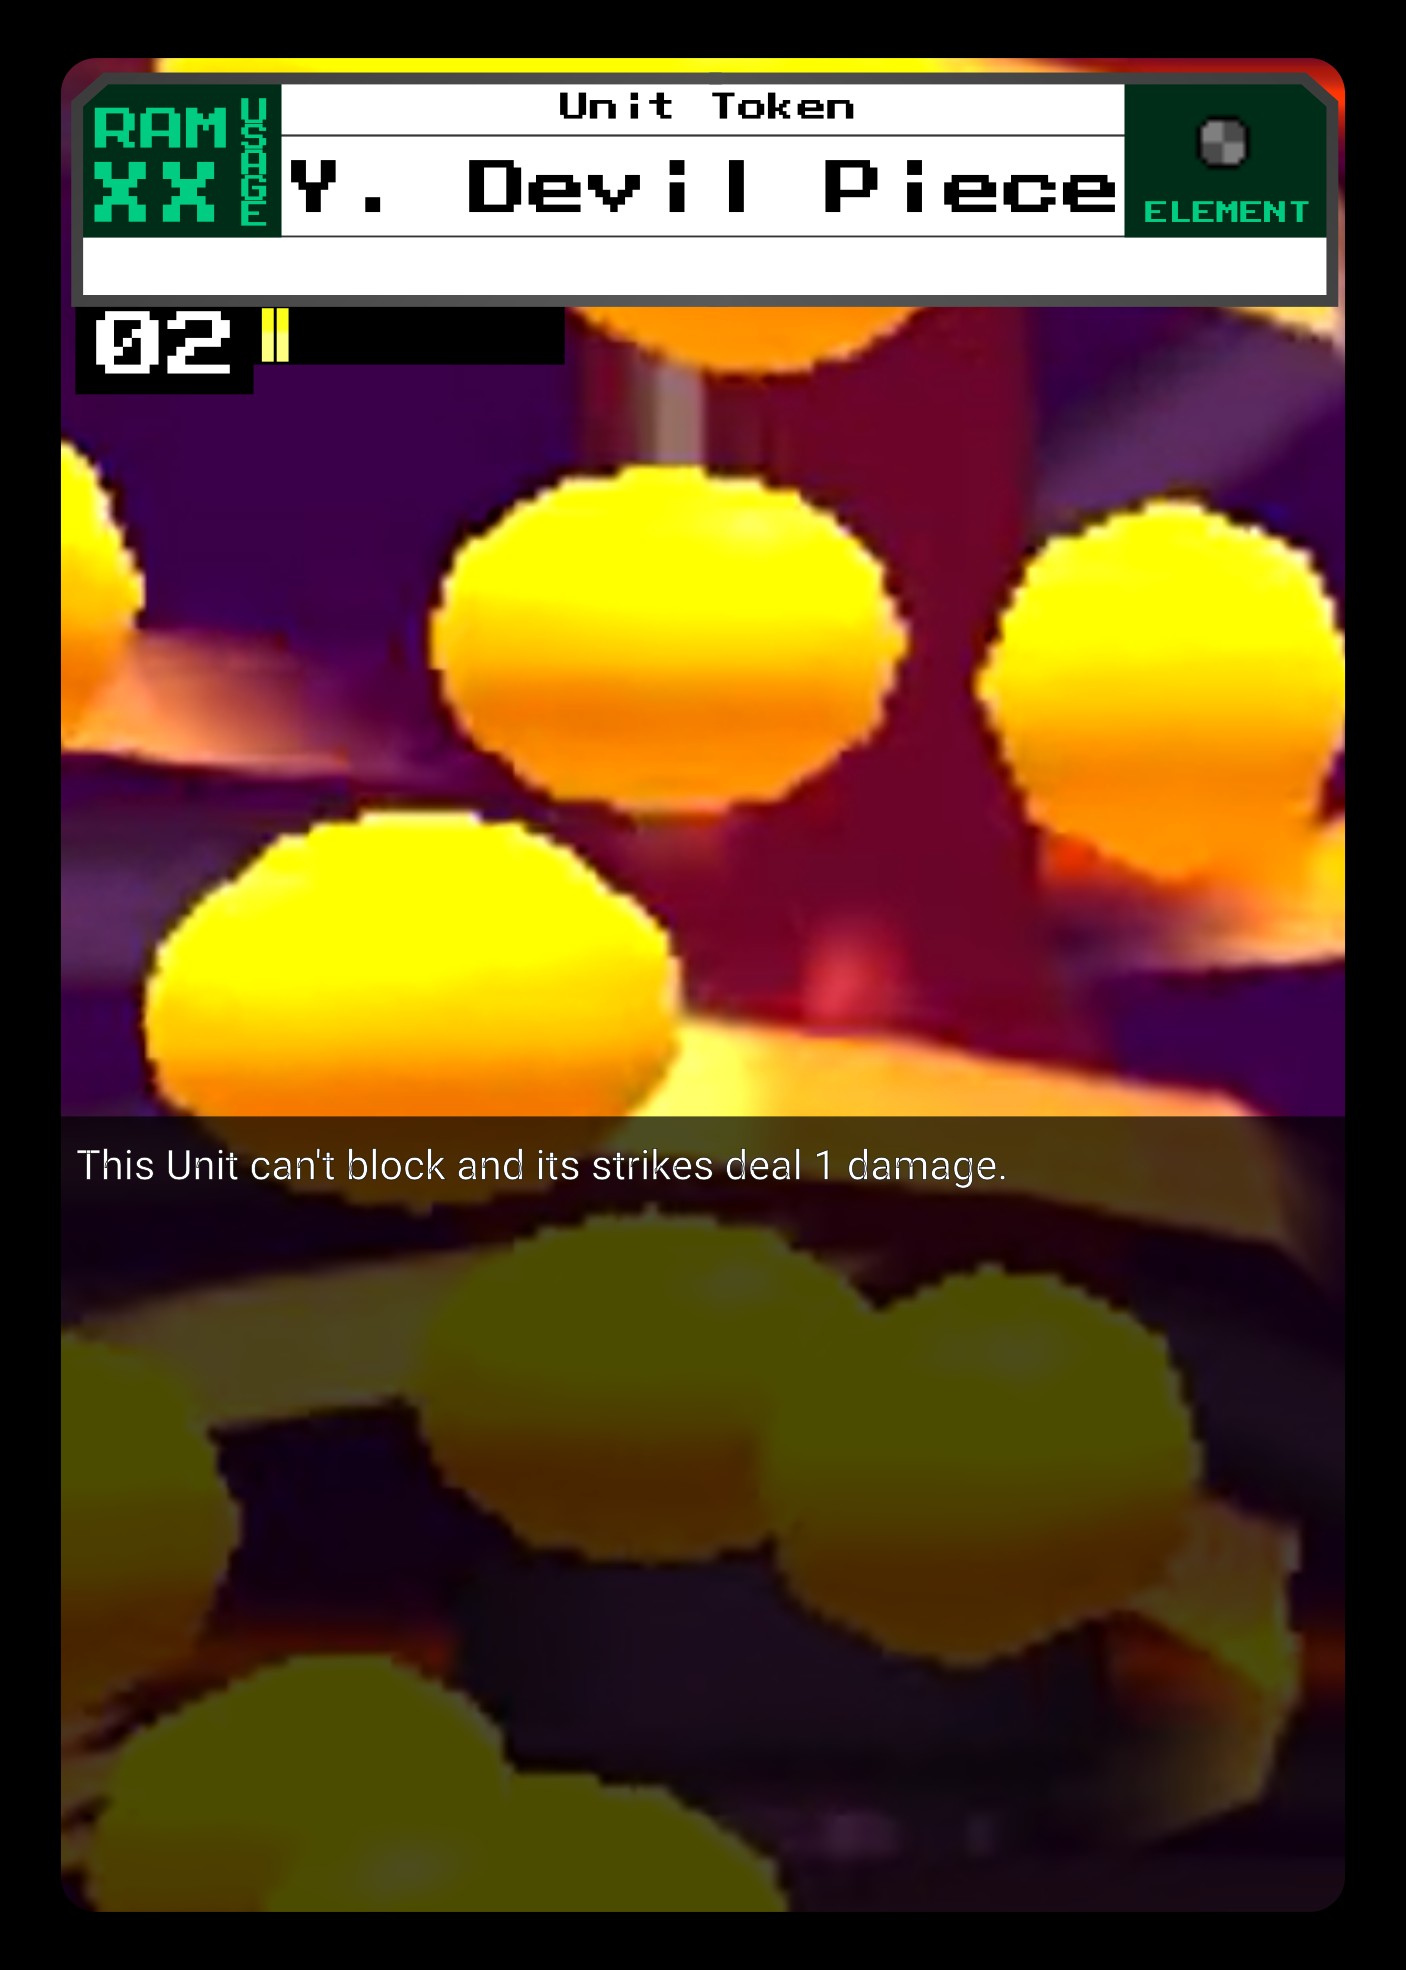 Unit Token
RAM USAGE
XX
Y. Devil Piece
ELEMENT
02
This Unit can't block and its strikes deal 1 damage.